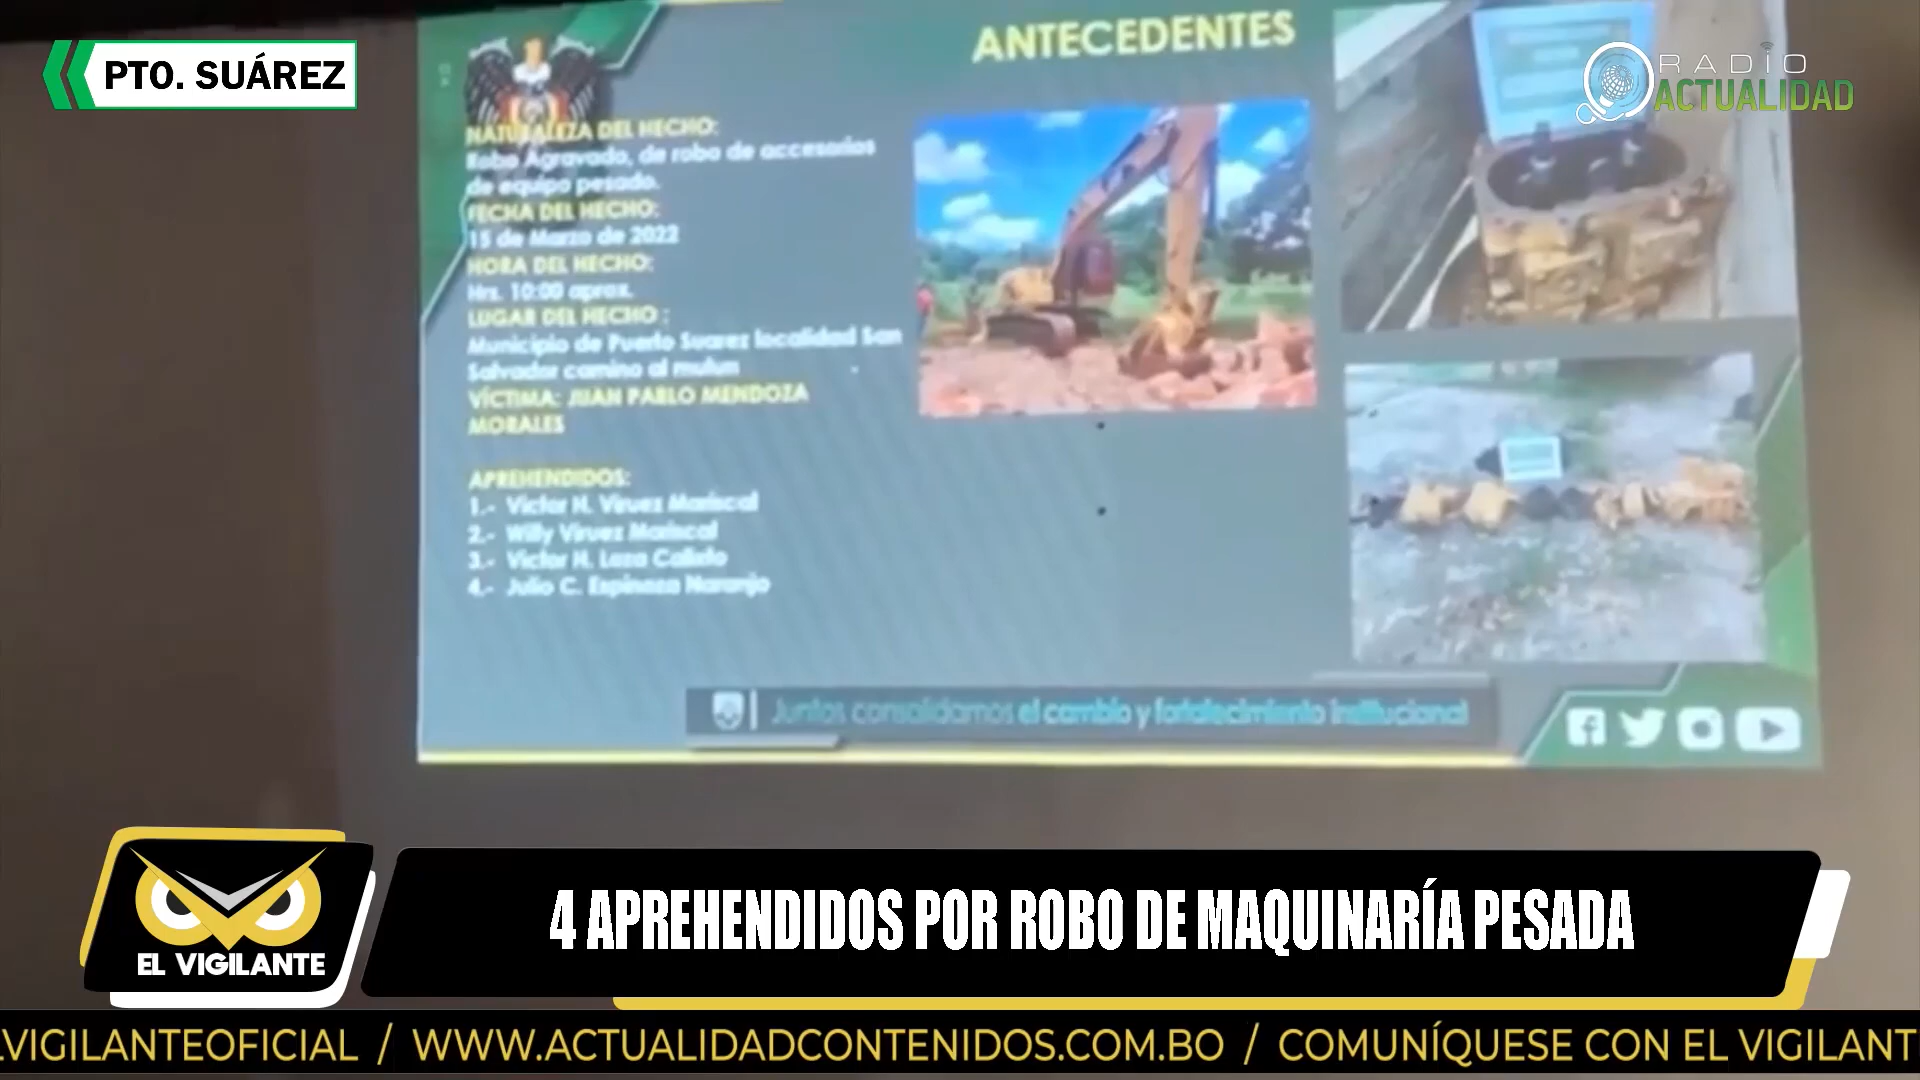 PTO. SUÁREZ
ANTECEDENTES
RADIO
ACTUALIDAD
NATURALEZA DEL HECHO:
Robo Agravado, de robo de accesorios
de equipo pesado.
FECHA DEL HECHO:
15 de Marzo de 2022
HORA DEL HECHO:
Hrs. 10:00 aprox.
LUGAR DEL HECHO :
Municipio de Puerto Suarez localidad San
Salvador camino al mutun
VÍCTIMA: JUAN PABLO MENDOZA
MORALES
APREHENDIDOS:
1.- Victor H. Viruez Mariscal
2.- Willy Viruez Mariscal
3.- Victor H. Laza
4.- Julio C. Espinoza Naranjo
Juntos consolidamos el cambio y fortalecimiento institucional
EL VIGILANTE
4 APREHENDIDOS POR ROBO DE MAQUINARÍA PESADA
VIGILANTEOFICIAL / WWW.ACTUALIDADCONTENIDOS.COM.BO / COMUNÍQUESE CON EL VIGILANT